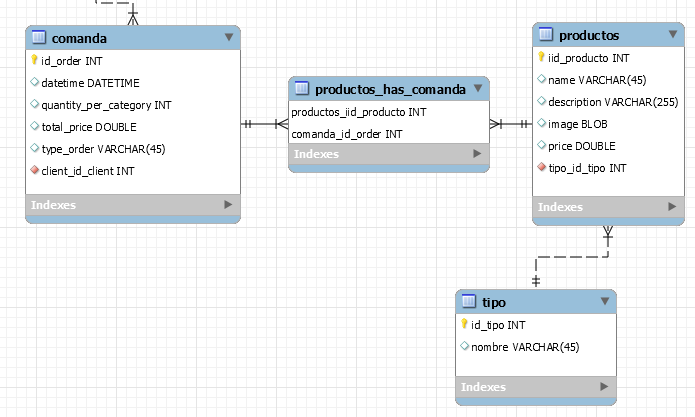 comanda
id_order INT
datetime DATETIME
quantity_per_category INT
total_price DOUBLE
type_order VARCHAR(45)
client_id_client INT
Indexes
productos_has_comanda
productos_iid_producto INT
comanda_id_order INT
Indexes
productos
iid_producto INT
name VARCHAR(45)
description VARCHAR(255)
image BLOB
price DOUBLE
tipo_id_tipo INT
Indexes
tipo
id_tipo INT
nombre VARCHAR(45)
Indexes